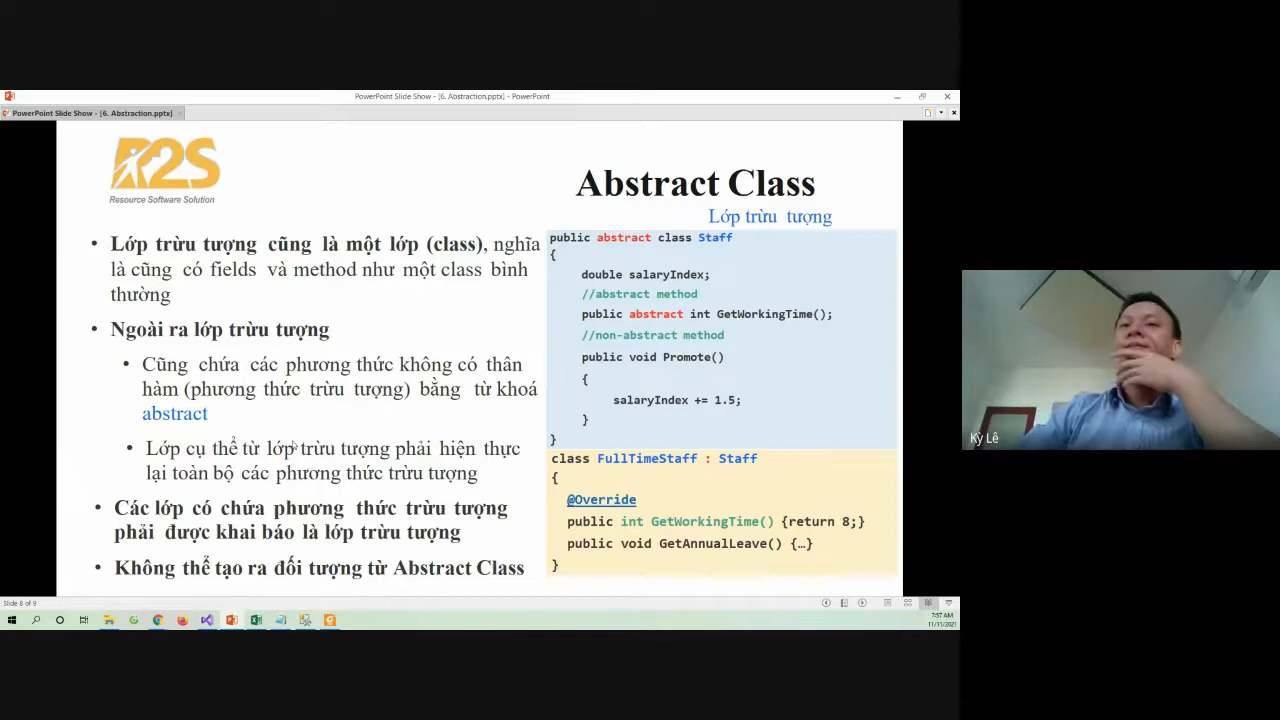 PowerPoint Slide Show - [6. Abstraction.pptx] - PowerPoint
PowerPoint Slide Show - [6. Abstraction.pptx]
R2S
Resource Software Solution
Abstract Class
Lớp trừu tượng
• Lớp trừu tượng cũng là một lớp (class), nghĩa
là cũng có fields và method như một class bình
thường
• Ngoài ra lớp trừu tượng
• Cũng chứa các phương thức không có thân
hàm (phương thức trừu tượng) bằng từ khoá
abstract
• Lớp cụ thể từ lớp trừu tượng phải hiện thực
lại toàn bộ các phương thức trừu tượng
• Các lớp có chứa phương thức trừu tượng
phải được khai báo là lớp trừu tượng
• Không thể tạo ra đối tượng từ Abstract Class
public abstract class Staff
{
double salaryIndex;
//abstract method
public abstract int GetWorkingTime();
//non-abstract method
public void Promote()
{
salaryIndex += 1.5;
}
}
class FullTimeStaff : Staff
{
@Override
public int GetWorkingTime() {return 8;}
public void GetAnnualLeave() {…}
}
Kỳ Lê
Slide 8 of 9
7:57 AM
11/11/2021